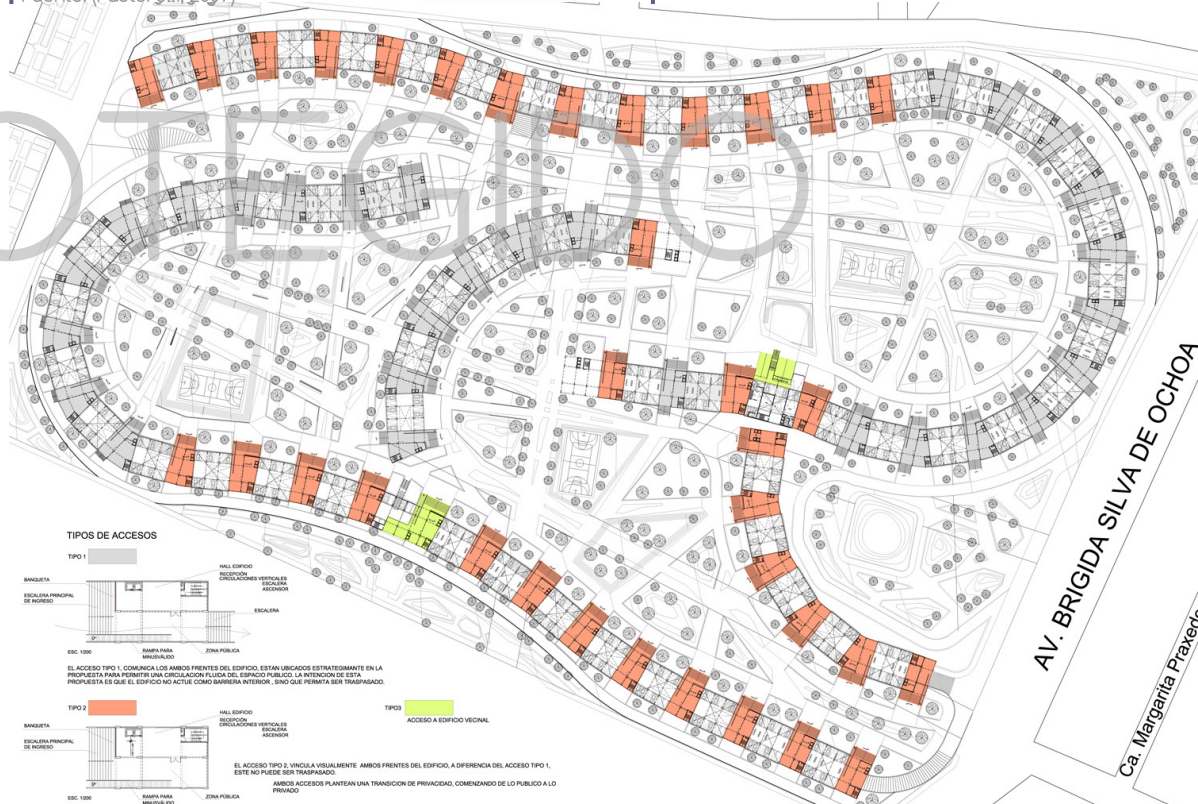 OTEGIDO
AV. BRIGIDA SILVA DE OCHOA
Ca. Margarita Praxedes
TIPOS DE ACCESOS
TIPO 1
BANQUETA
ESCALERA PRINCIPAL
DE INGRESO
HALL EDIFICIO
RECEPCIÓN
CIRCULACIONES VERTICALES
ESCALERA
ASCENSOR
ESCALERA
ESC. 1/200
RAMPA PARA
MINUSVÁLIDO
ZONA PÚBLICA
EL ACCESO TIPO 1, COMUNICA LOS AMBOS FRENTES DEL EDIFICIO, ESTAN UBICADOS ESTRATEGIMANTE EN LA
PROPUESTA PARA PERMITIR UNA CIRCULACION FLUIDA DEL ESPACIO PUBLICO. LA INTENCION DE ESTA
PROPUESTA ES QUE EL EDIFICIO NO ACTUE COMO BARRERA INTERIOR , SINO QUE PERMITA SER TRASPASADO.
TIPO 2
BANQUETA
ESCALERA PRINCIPAL
DE INGRESO
HALL EDIFICIO
RECEPCIÓN
CIRCULACIONES VERTICALES
ESCALERA
ASCENSOR
ESC. 1/200
RAMPA PARA
MINUSVÁLIDO
ZONA PÚBLICA
TIPO3
ACCESO A EDIFICIO VECINAL
EL ACCESO TIPO 2, VINCULA VISUALMENTE AMBOS FRENTES DEL EDIFICIO, A DIFERENCIA DEL ACCESO TIPO 1,
ESTE NO PUEDE SER TRASPASADO.
AMBOS ACCESOS PLANTEAN UNA TRANSICION DE PRIVACIDAD, COMENZANDO DE LO PUBLICO A LO
PRIVADO